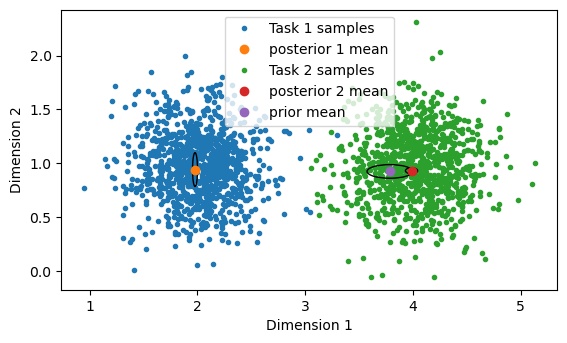 Task 1 samples
posterior 1 mean
Task 2 samples
posterior 2 mean
prior mean
2.0
1.5
1.0
0.5
0.0
Dimension 2
1 2 3 4 5
Dimension 1